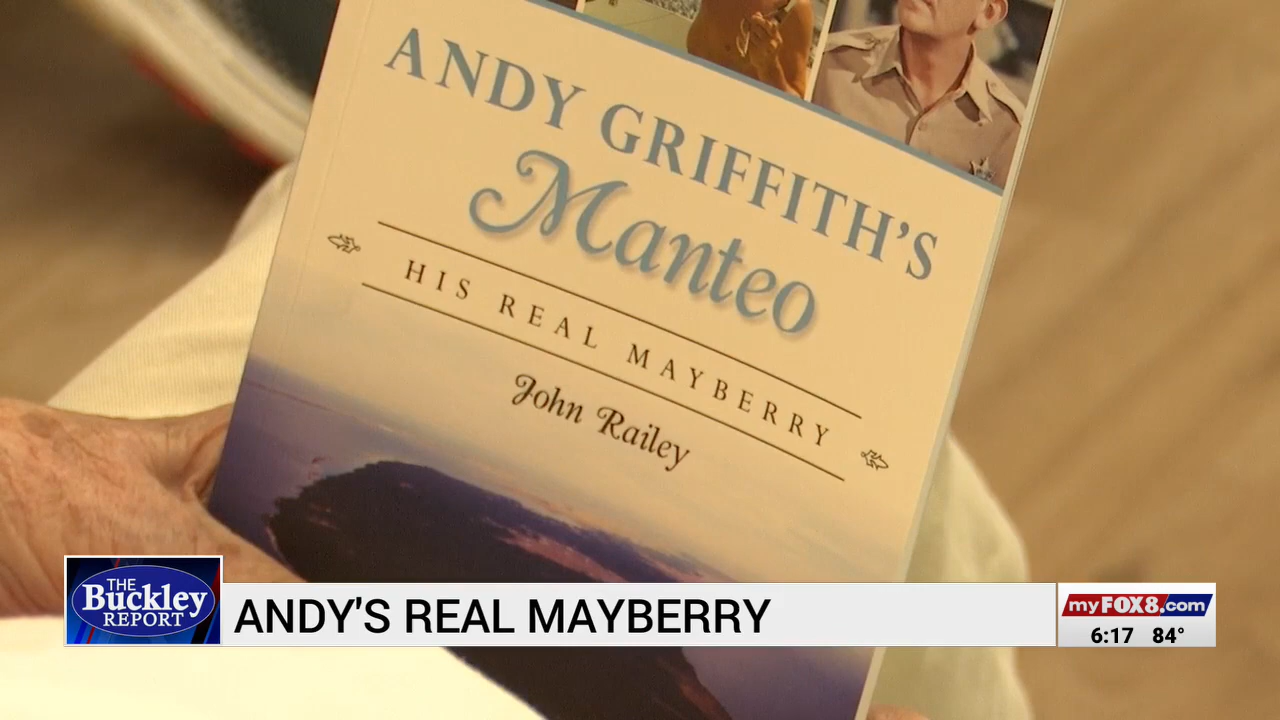 ANDY GRIFFITH'S
Manteo
HIS REAL MAYBERRY
John Railey
THE
Buckley
REPORT
ANDY'S REAL MAYBERRY
myFOX8.com
6:17 84°